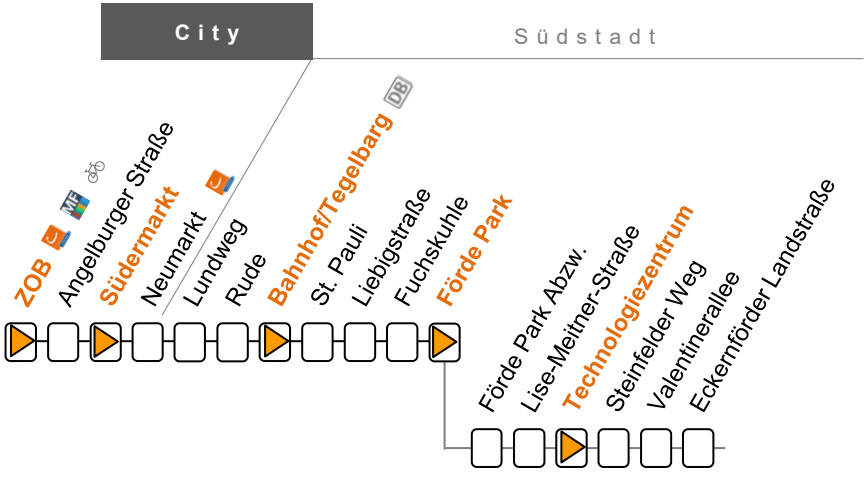 City
Südstadt
ZOB
MF
Angelburger Straße
Südermarkt
Neumarkt
Lundweg
Rude
Bahnhof/Tegelbarg
DB
St. Pauli
Liebigstraße
Fuchskuhle
Förde Park
Förde Park Abzw.
Lise-Meitner-Straße
Technologiezentrum
Steinfelder Weg
Valentinerallee
Eckernförder Landstraße